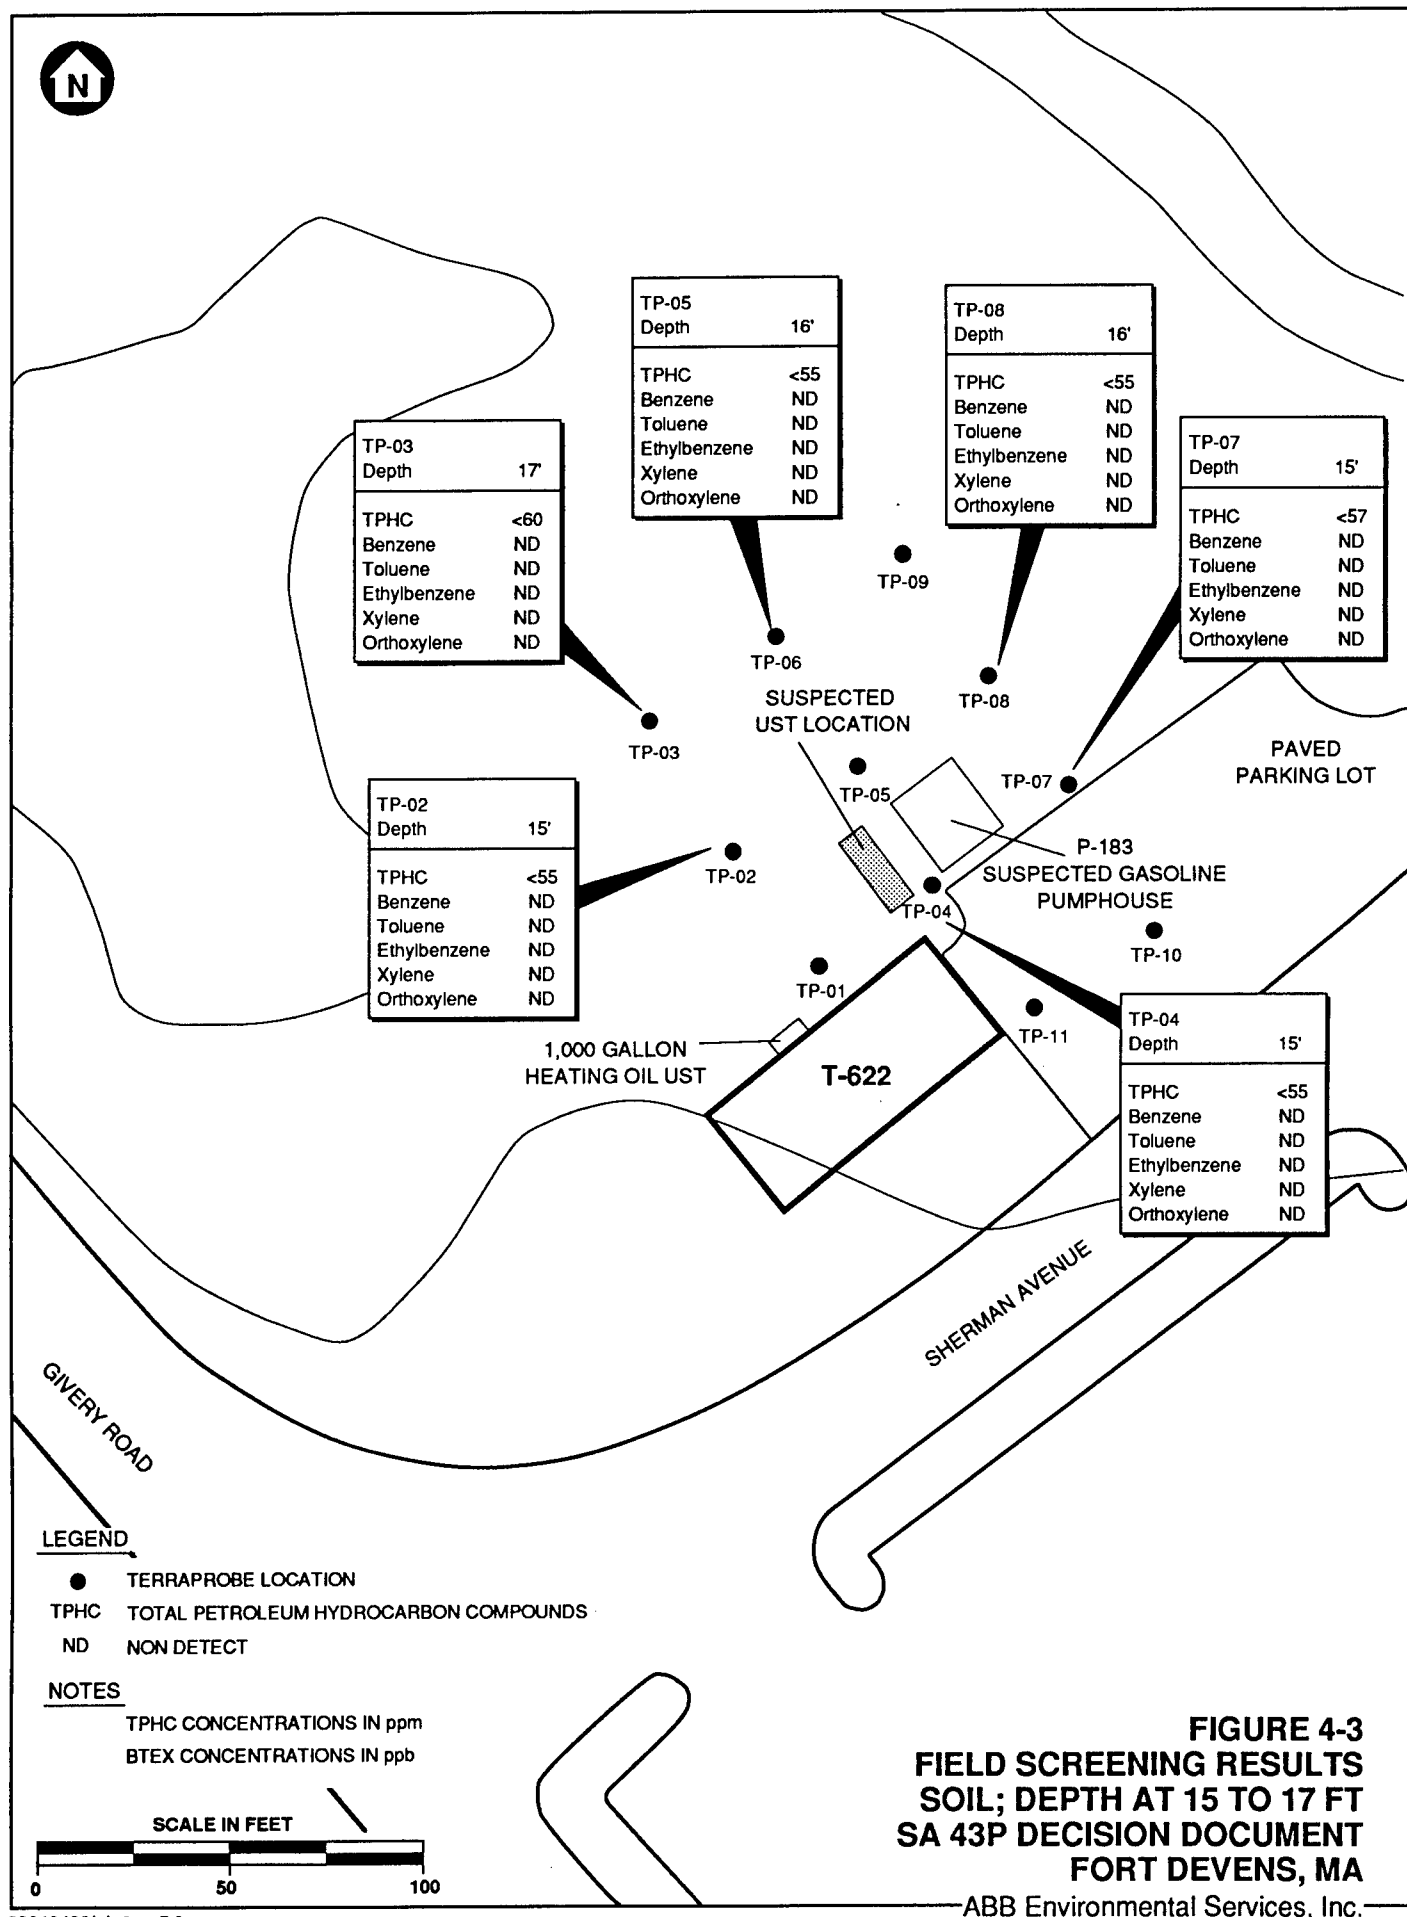 N
TP-05
Depth 16'
TPHC <55
Benzene ND
Toluene ND
Ethylbenzene ND
Xylene ND
Orthoxylene ND
TP-08
Depth 16'
TPHC <55
Benzene ND
Toluene ND
Ethylbenzene ND
Xylene ND
Orthoxylene ND
TP-03
Depth 17'
TPHC <60
Benzene ND
Toluene ND
Ethylbenzene ND
Xylene ND
Orthoxylene ND
TP-07
Depth 15'
TPHC <57
Benzene ND
Toluene ND
Ethylbenzene ND
Xylene ND
Orthoxylene ND
TP-09
TP-06
SUSPECTED
UST LOCATION
TP-08
TP-03
TP-05
TP-07
PAVED
PARKING LOT
TP-02
Depth 15'
TPHC <55
Benzene ND
Toluene ND
Ethylbenzene ND
Xylene ND
Orthoxylene ND
TP-02
P-183
SUSPECTED GASOLINE
PUMPHOUSE
TP-04
TP-10
TP-01
TP-11
1,000 GALLON
HEATING OIL UST
T-622
TP-04
Depth 15'
TPHC <55
Benzene ND
Toluene ND
Ethylbenzene ND
Xylene ND
Orthoxylene ND
SHERMAN AVENUE
GIVERY ROAD
LEGEND
TERRAPROBE LOCATION
TPHC TOTAL PETROLEUM HYDROCARBON COMPOUNDS
ND NON DETECT
NOTES
TPHC CONCENTRATIONS IN ppm
BTEX CONCENTRATIONS IN ppb
SCALE IN FEET
0 50 100
FIGURE 4-3
FIELD SCREENING RESULTS
SOIL; DEPTH AT 15 TO 17 FT
SA 43P DECISION DOCUMENT
FORT DEVENS, MA
ABB Environmental Services, Inc.